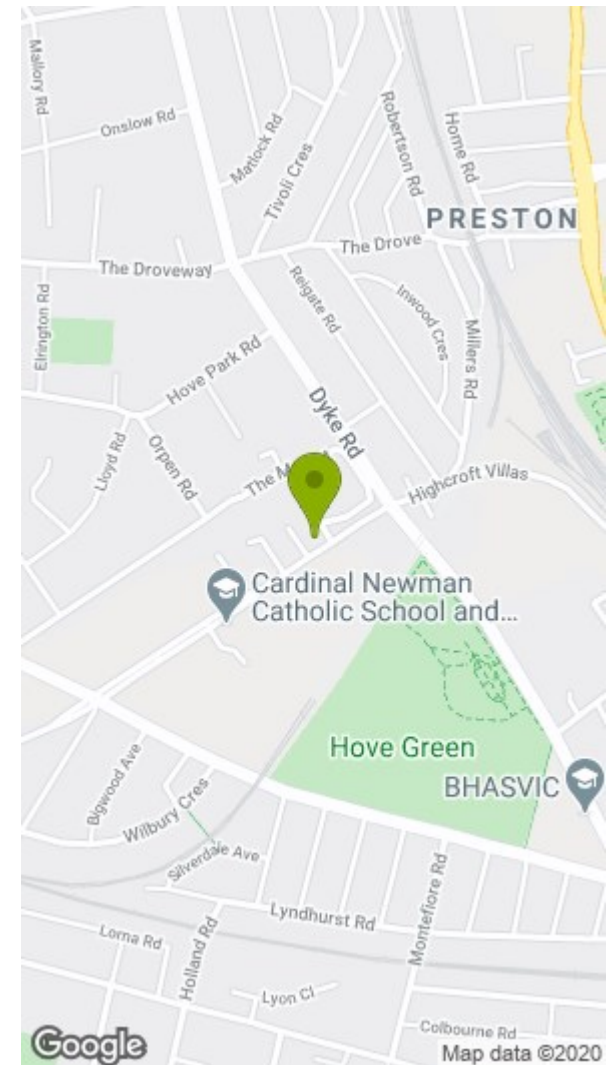 Mallory Rd
Onslow Rd
Matlock Rd
Tivoli Cres
Robertson Rd
Home Rd
PRESTON
The Drove
The Droveway
Reigate Rd
Inwood Cres
Millers Rd
Elrington Rd
Hove Park Rd
Dyke Rd
Lloyd Rd
Orpen Rd
The M
Highcroft Villas
Cardinal Newman
Catholic School and...
Hove Green
BHASVIC
Bigwood Ave
Wilbury Cres
Silverdale Ave
Lyndhurst Rd
Montefiore Rd
Holland Rd
Lorna Rd
Lyon Cl
Colbourne Rd
Google
Map data ©2020